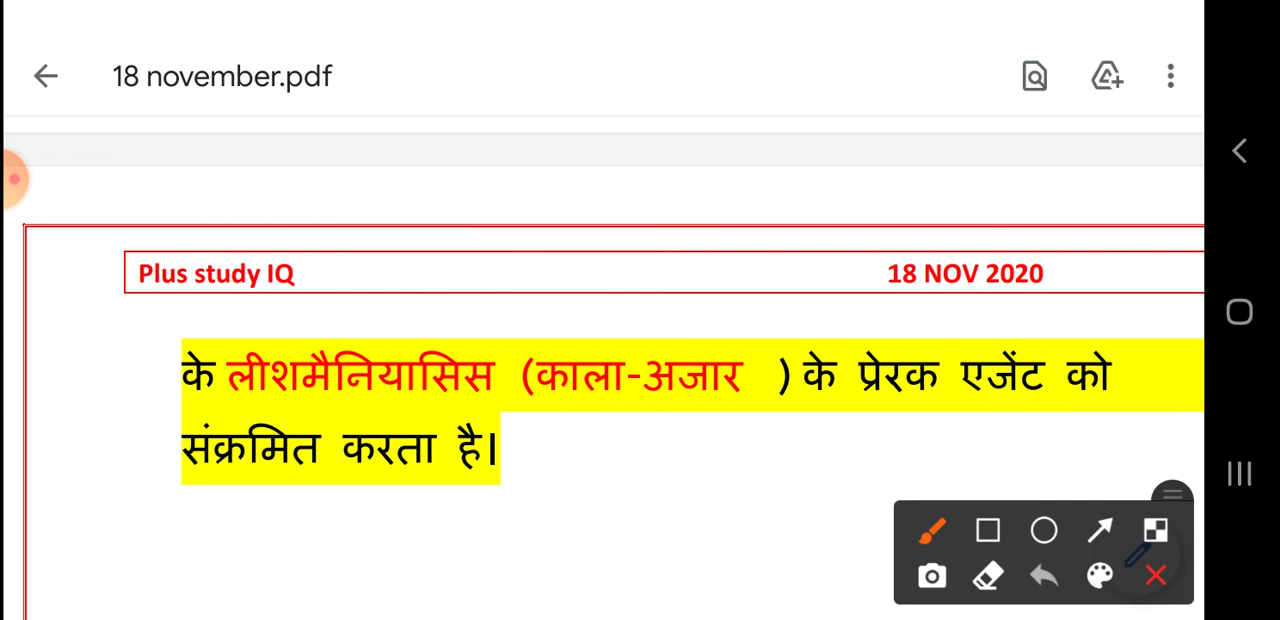 18 november.pdf
Plus study IQ 18 NOV 2020
के लीशमैनियासिस (काला-अजार ) के प्रेरक एजेंट को
संक्रमित करता है।